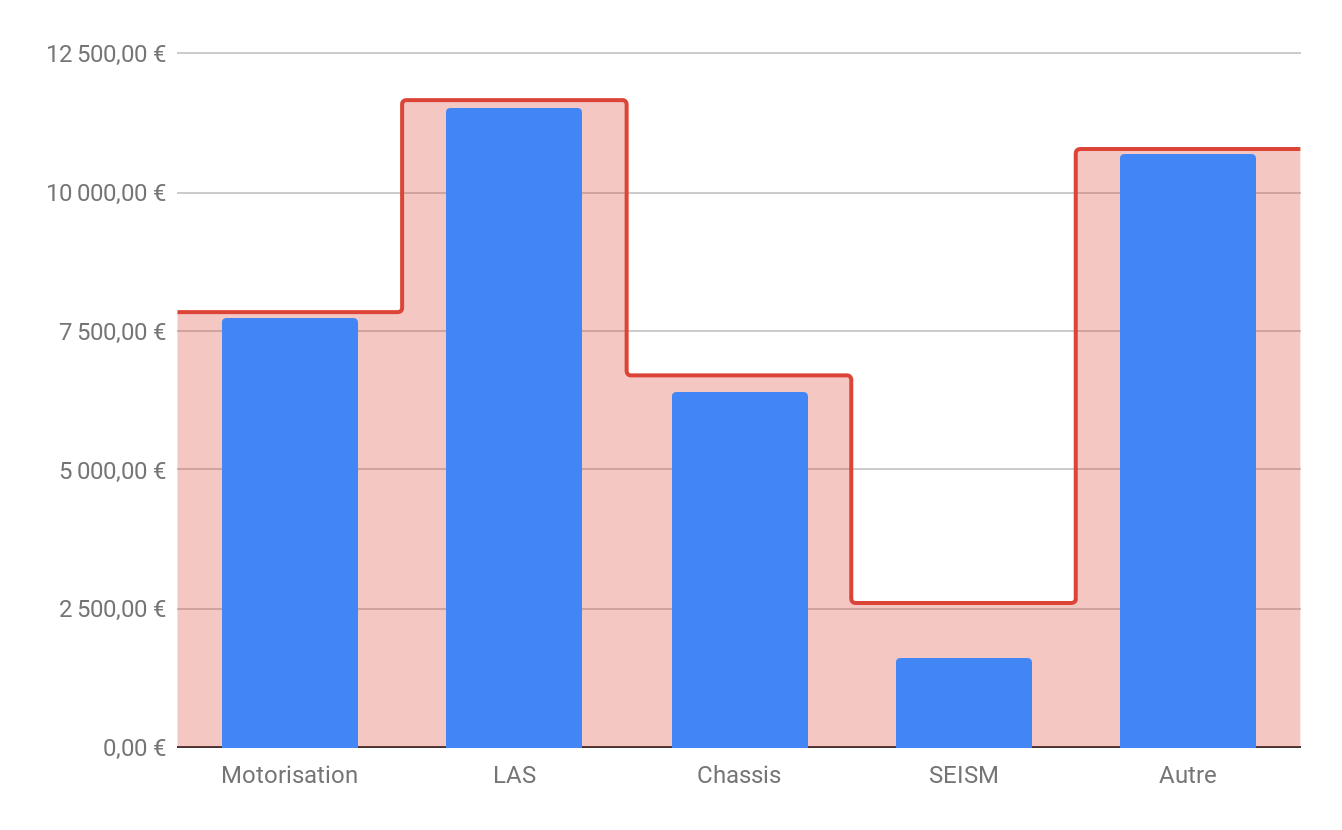 12 500,00 €
10 000,00 €
7 500,00 €
5 000,00 €
2 500,00 €
0,00 €
Motorisation LAS Chassis SEISM Autre